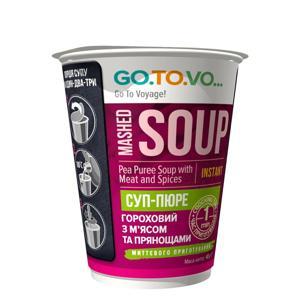 GO.TO.VO...
Go To Voyage!
MASHED
SOUP
Pea Puree Soup with
Meat and Spices
INSTANT
СУП-ПЮРЕ
ГОРОХОВИЙ
З М'ЯСОМ
ТА ПРЯНОЩАМИ
1
МИТТЄВОГО ПРИГОТУВАННЯ